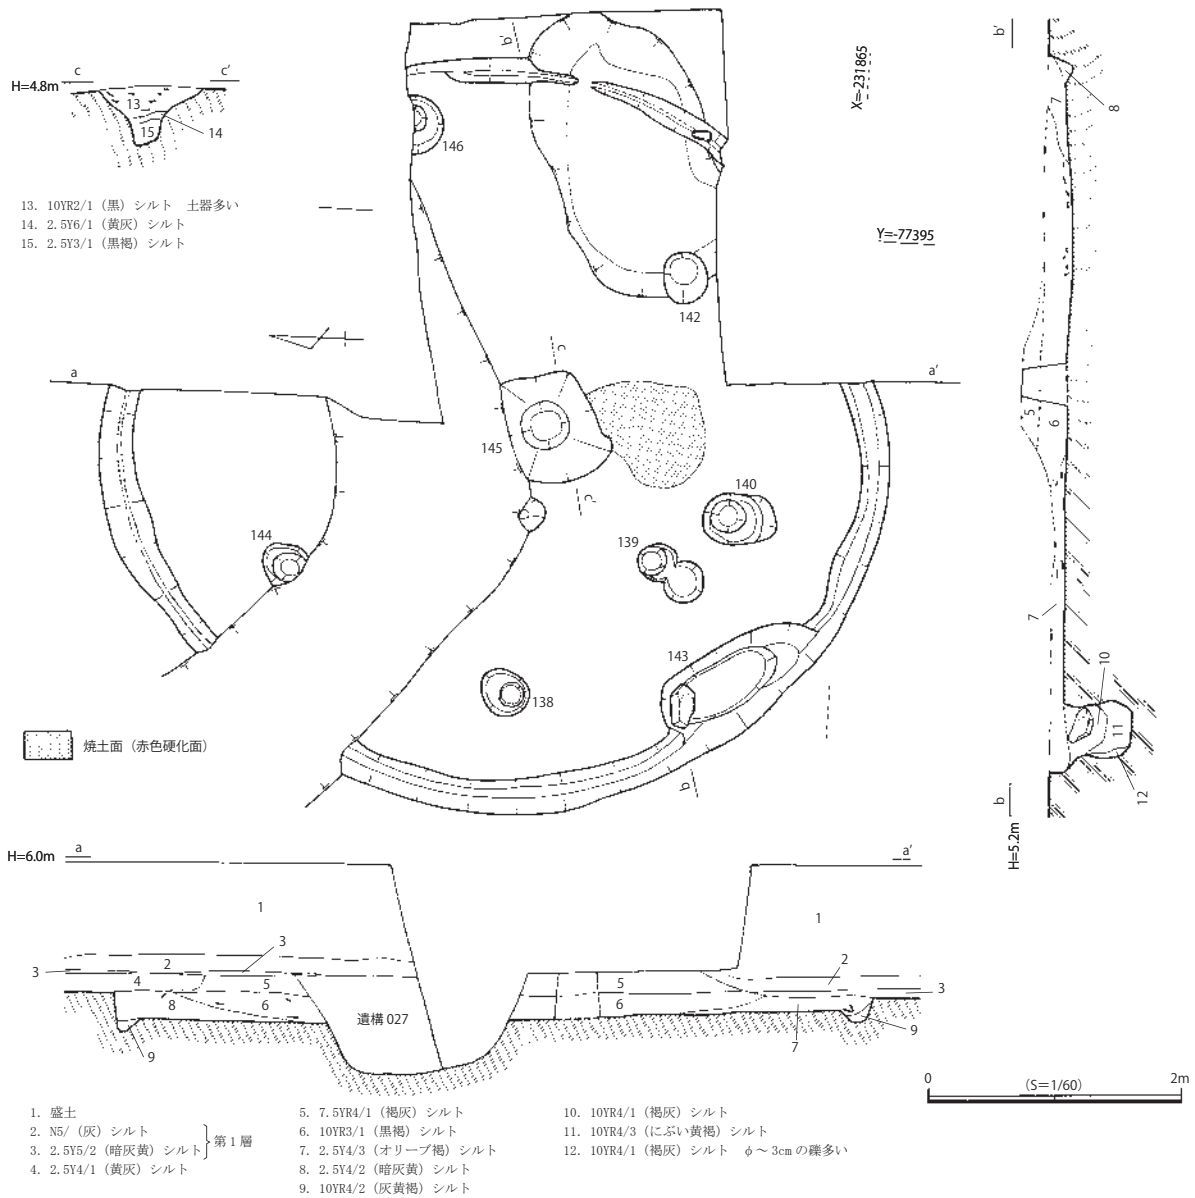 c
c′
H=4.8m
13
15
14
13. 10YR2/1（黒）シルト　土器多い
14. 2.5Y6/1（黄灰）シルト
15. 2.5Y3/1（黒褐）シルト
b′
146
142
X=-231865
Y=-77395
b′
7
8
5
6
7
10
11
12
b
H=5.2m
a
a′
c
145
c′
140
139
144
143
138
b
焼土面（赤色硬化面）
H=6.0m
a
a′
1
1
3
2
3
2
3
4
5
5
3
8
6
6
遺構 027
9
7
9
0
（S＝1/60）
2m
1. 盛土
2. N5/（灰）シルト
3. 2.5Y5/2（暗灰黄）シルト
第１層
4. 2.5Y4/1（黄灰）シルト
5. 7.5YR4/1（褐灰）シルト
6. 10YR3/1（黒褐）シルト
7. 2.5Y4/3（オリーブ褐）シルト
8. 2.5Y4/2（暗灰黄）シルト
9. 10YR4/2（灰黄褐）シルト
10. 10YR4/1（褐灰）シルト
11. 10YR4/3（にぶい黄褐）シルト
12. 10YR4/1（褐灰）シルト　φ～3㎝の礫多い